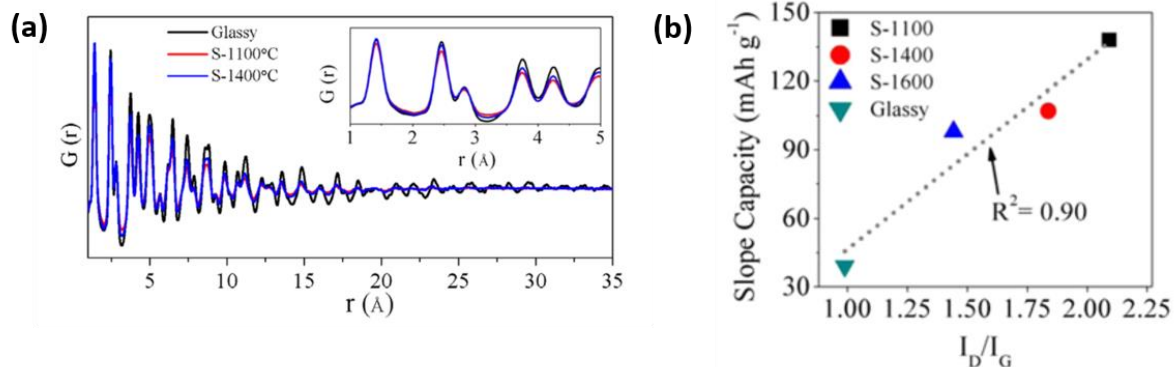 (a)
Glassy
S-1100°C
S-1400°C
G (r)
G (r)
1 2 3 4 5
r (Å)
5 10 15 20 25 30 35
r (Å)
(b)
150
120
90
60
30
Slope Capacity (mAh g⁻¹)
S-1100
S-1400
S-1600
Glassy
R²= 0.90
1.00 1.25 1.50 1.75 2.00 2.25
I_D/I_G